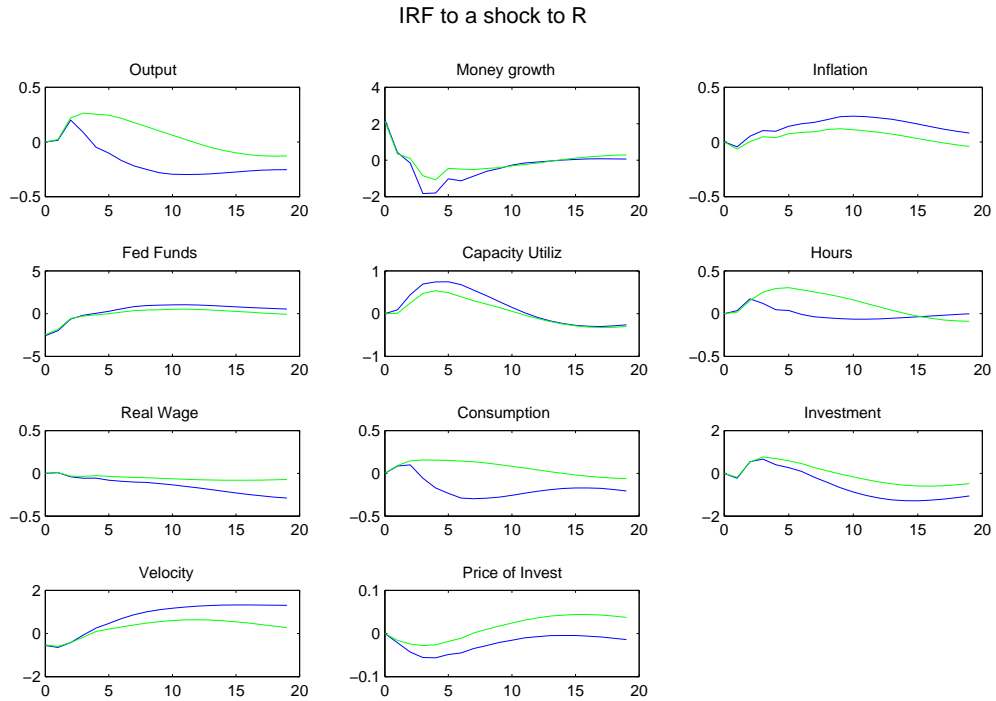 IRF to a shock to R
Output
Money growth
Inflation
0.5
0
−0.5
0 5 10 15 20
4
2
0
−2
0 5 10 15 20
0.5
0
−0.5
0 5 10 15 20
Fed Funds
Capacity Utiliz
Hours
5
0
−5
0 5 10 15 20
1
0
−1
0 5 10 15 20
0.5
0
−0.5
0 5 10 15 20
Real Wage
Consumption
Investment
0.5
0
−0.5
0 5 10 15 20
0.5
0
−0.5
0 5 10 15 20
2
0
−2
0 5 10 15 20
Velocity
Price of Invest
2
0
−2
0 5 10 15 20
0.1
0
−0.1
0 5 10 15 20